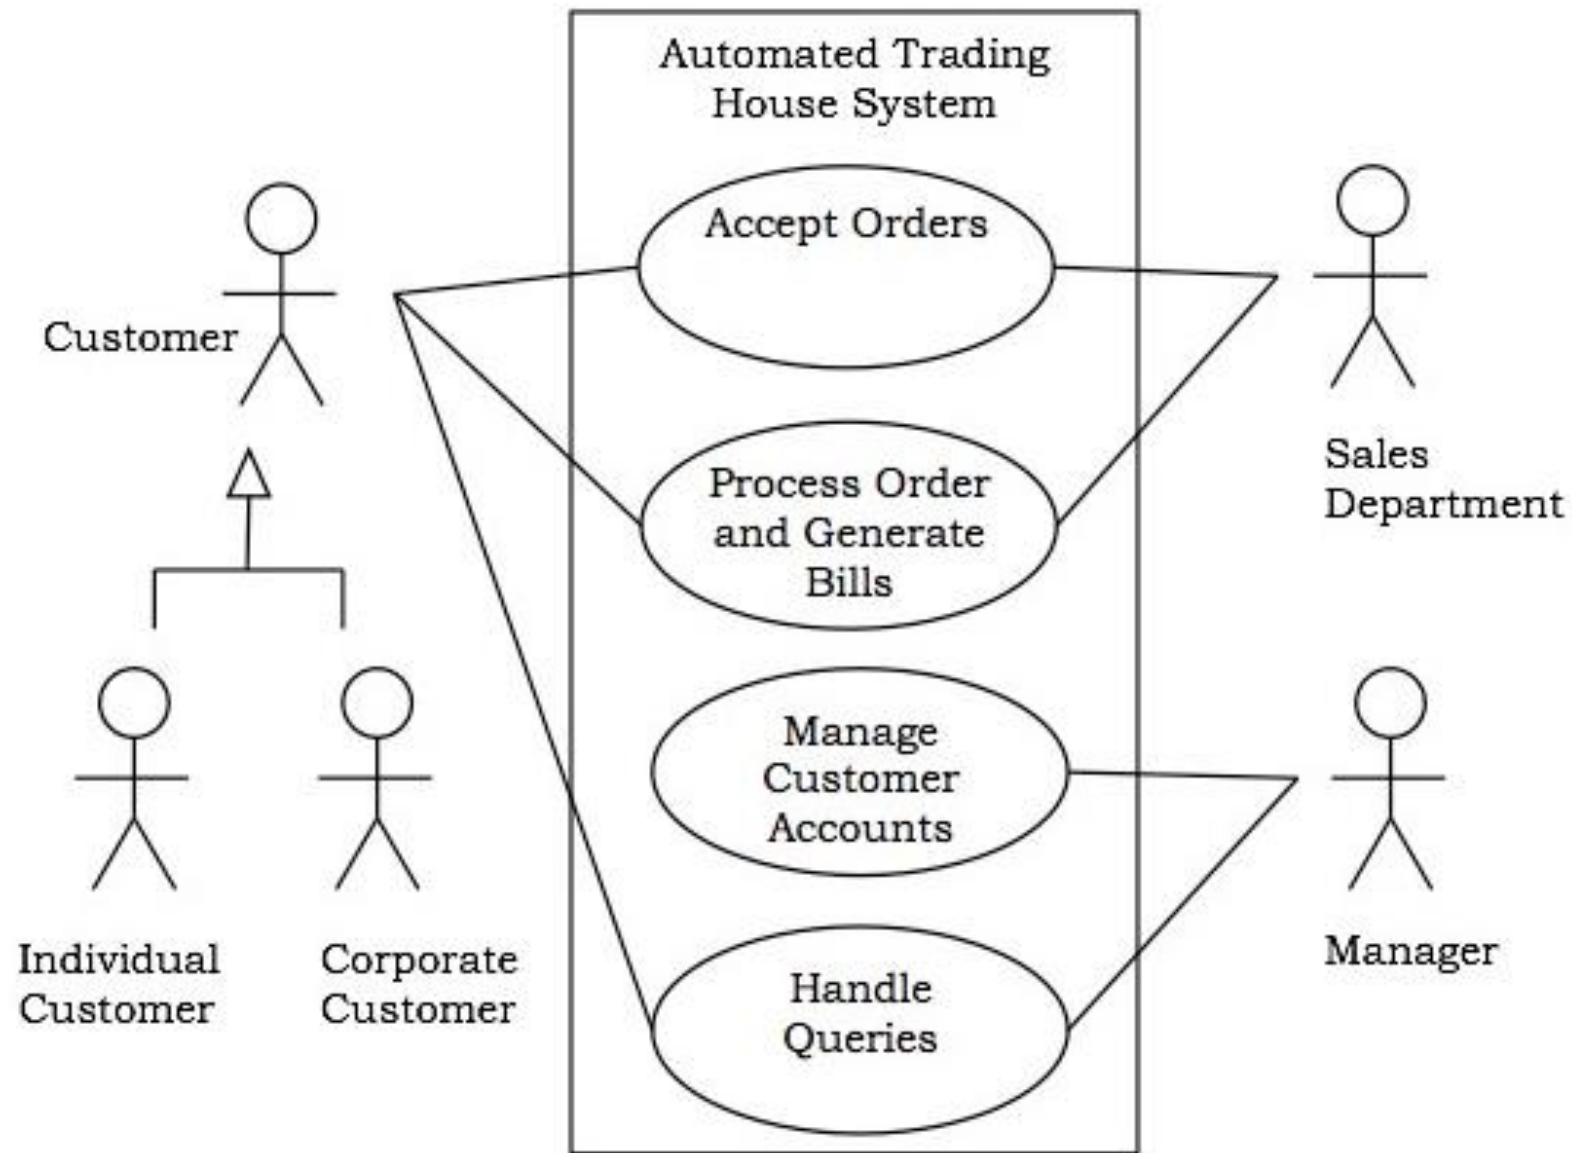 Automated Trading
House System
Accept Orders
Customer
Sales
Department
Process Order
and Generate
Bills
Manage
Customer
Accounts
Individual
Customer
Corporate
Customer
Handle
Queries
Manager